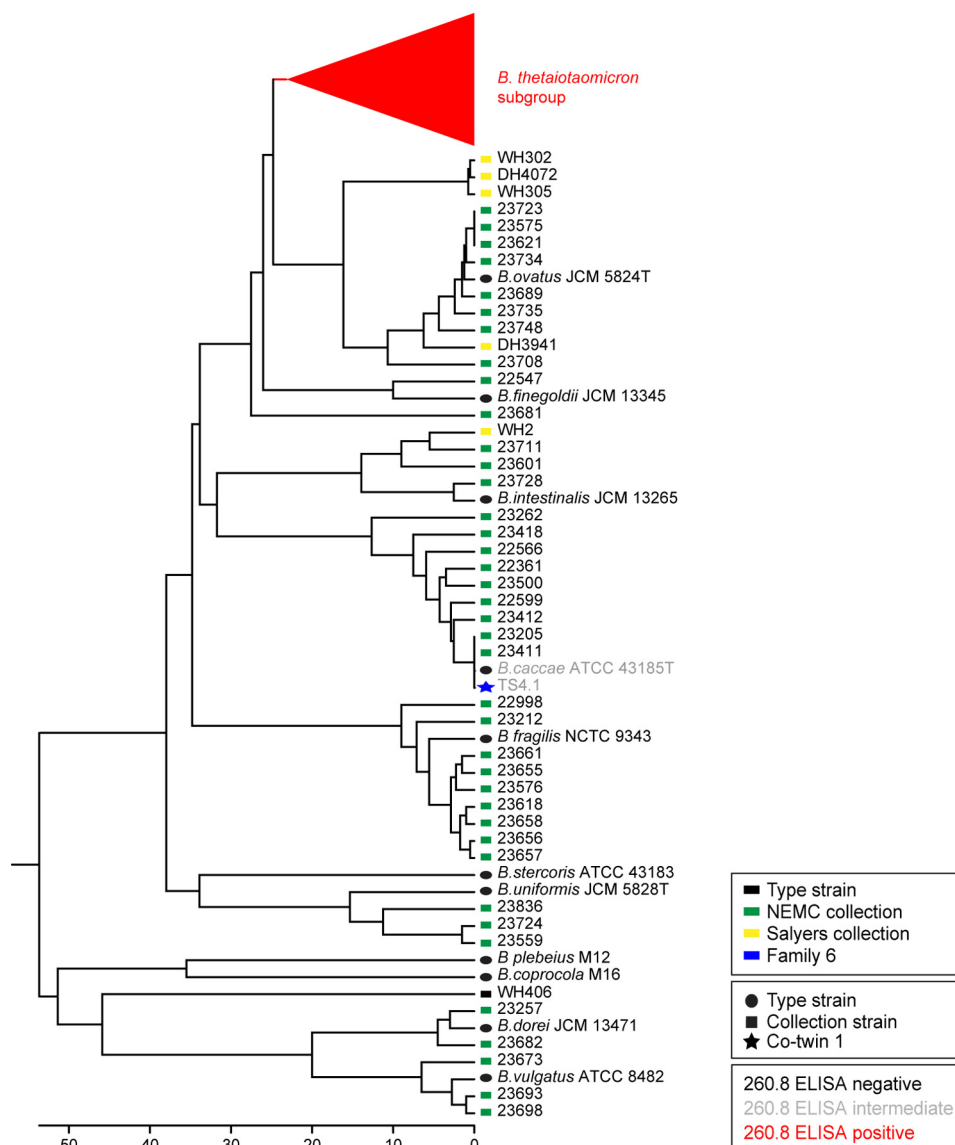 B. thetaiotaomicron
subgroup
WH302
DH4072
WH305
23723
23575
23621
23734
B.ovatus JCM 5824T
23689
23735
23748
DH3941
23708
22547
B.finegoldii JCM 13345
23681
WH2
23711
23601
23728
B.intestinalis JCM 13265
23262
23418
22566
22361
23500
22599
23412
23205
23411
B.caccae ATCC 43185T
TS4.1
22998
23212
B fragilis NCTC 9343
23661
23655
23576
23618
23658
23656
23657
B.stercoris ATCC 43183
B.uniformis JCM 5828T
23836
23724
23559
B plebeius M12
B.coprocola M16
WH406
23257
B.dorei JCM 13471
23682
23673
B.vulgatus ATCC 8482
23693
23698
50 40 30 20 10 0
Type strain
NEMC collection
Salyers collection
Family 6
Type strain
Collection strain
Co-twin 1
260.8 ELISA negative
260.8 ELISA intermediate
260.8 ELISA positive